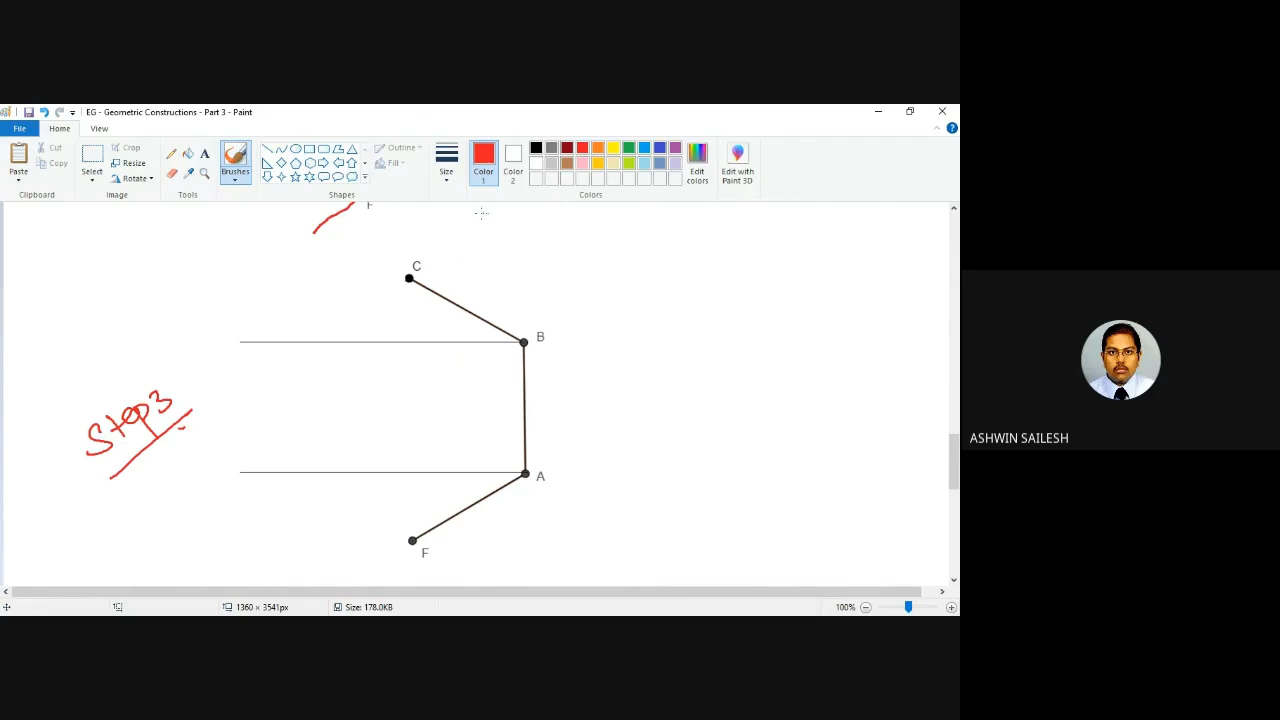 EG - Geometric Constructions - Part 3 - Paint
File Home View
Paste
Cut
Copy
Clipboard
Select
Crop
Resize
Rotate
Image
A
Tools
Brushes
Shapes
Outline
Fill
Size
Color 1
Color 2
Edit colors
Colors
Edit with Paint 3D
F
C
B
Step3
A
F
ASHWIN SAILESH
1360 × 3541px
Size: 178.0KB
100%